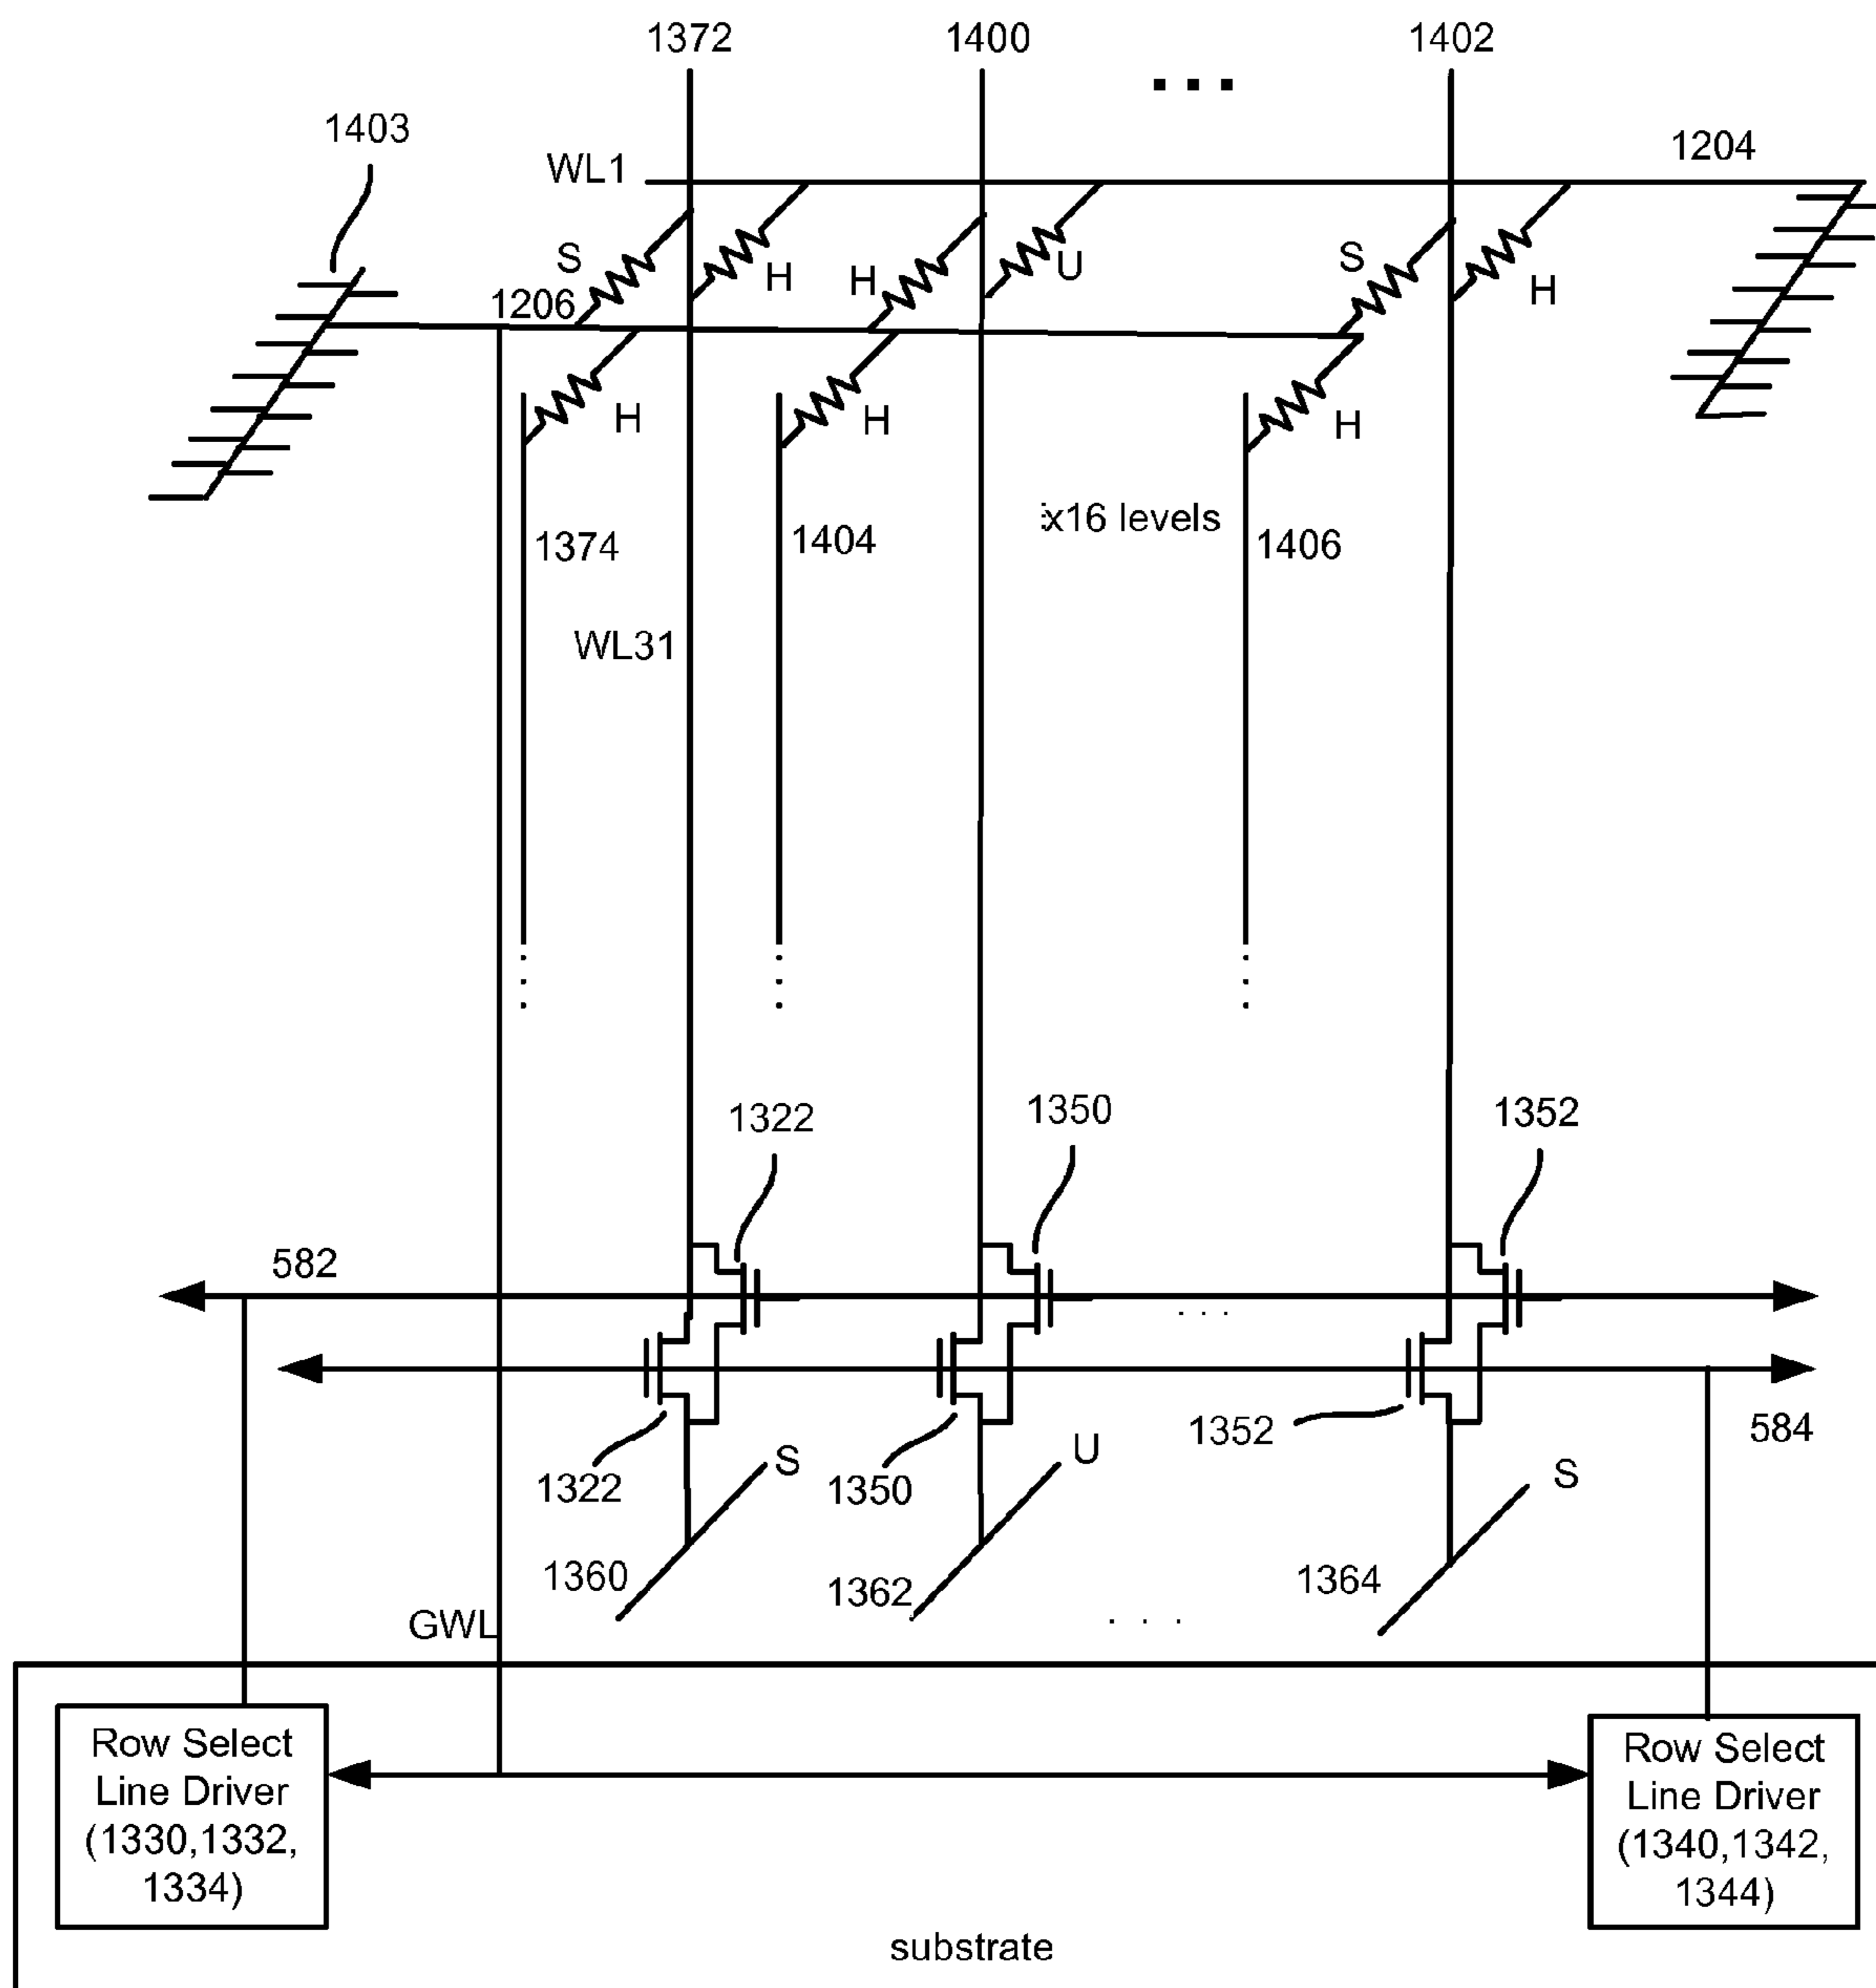 1372 1400 1402
...
1403
WL1
1204
S H H U S H
1206
H H H
x16 levels
1374 1404 1406
WL31
1322 1350 1352
582
584
1322 1350 1352
S U S
1360 1362 1364
GWL
Row Select
Line Driver
(1330,1332,
1334)
Row Select
Line Driver
(1340,1342,
1344)
substrate